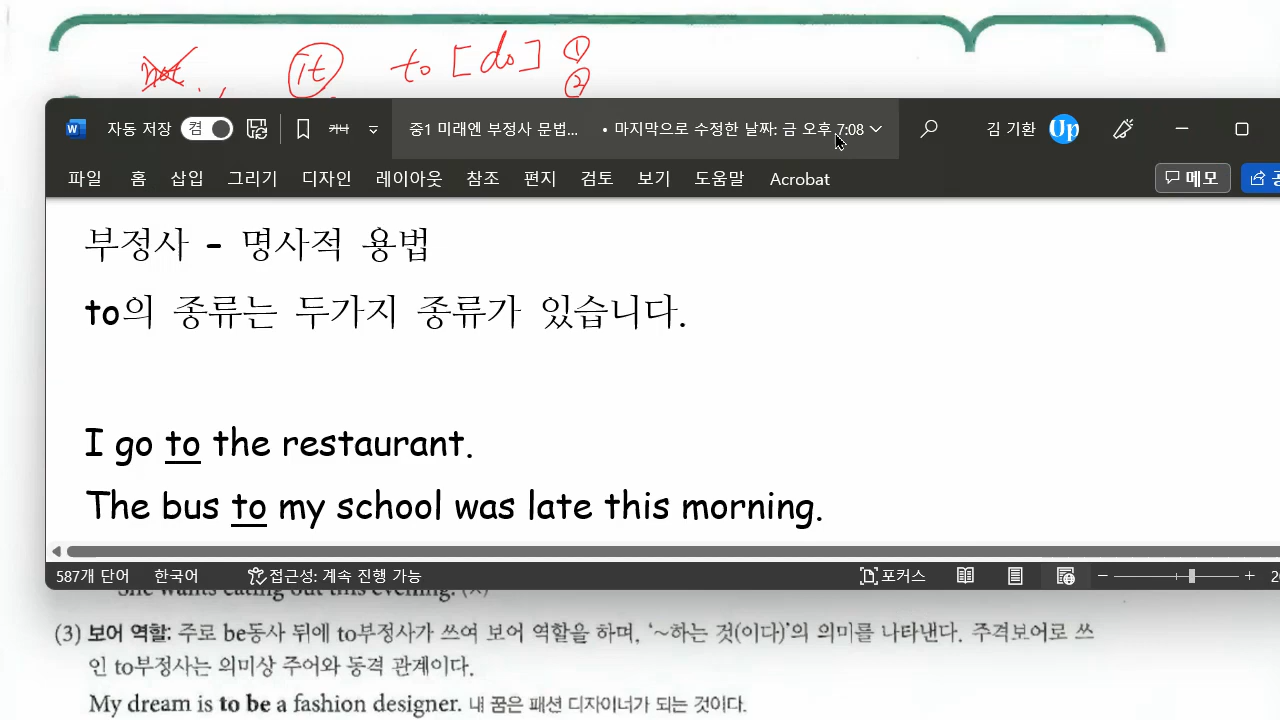 not it to [do] ①
②
자동 저장 켬 가나 중1 미래엔 부정사 문법... • 마지막으로 수정한 날짜: 금 오후 7:08 김 기환 Up
파일 홈 삽입 그리기 디자인 레이아웃 참조 편지 검토 보기 도움말 Acrobat 메모
부정사 - 명사적 용법
to의 종류는 두가지 종류가 있습니다.
I go to the restaurant.
The bus to my school was late this morning.
587개 단어 한국어 접근성: 계속 진행 가능 포커스
She wants eating out this evening. (×)
(3) 보어 역할: 주로 be동사 뒤에 to부정사가 쓰여 보어 역할을 하며, '~하는 것(이다)'의 의미를 나타낸다. 주격보어로 쓰
인 to부정사는 의미상 주어와 동격 관계이다.
My dream is to be a fashion designer. 내 꿈은 패션 디자이너가 되는 것이다.